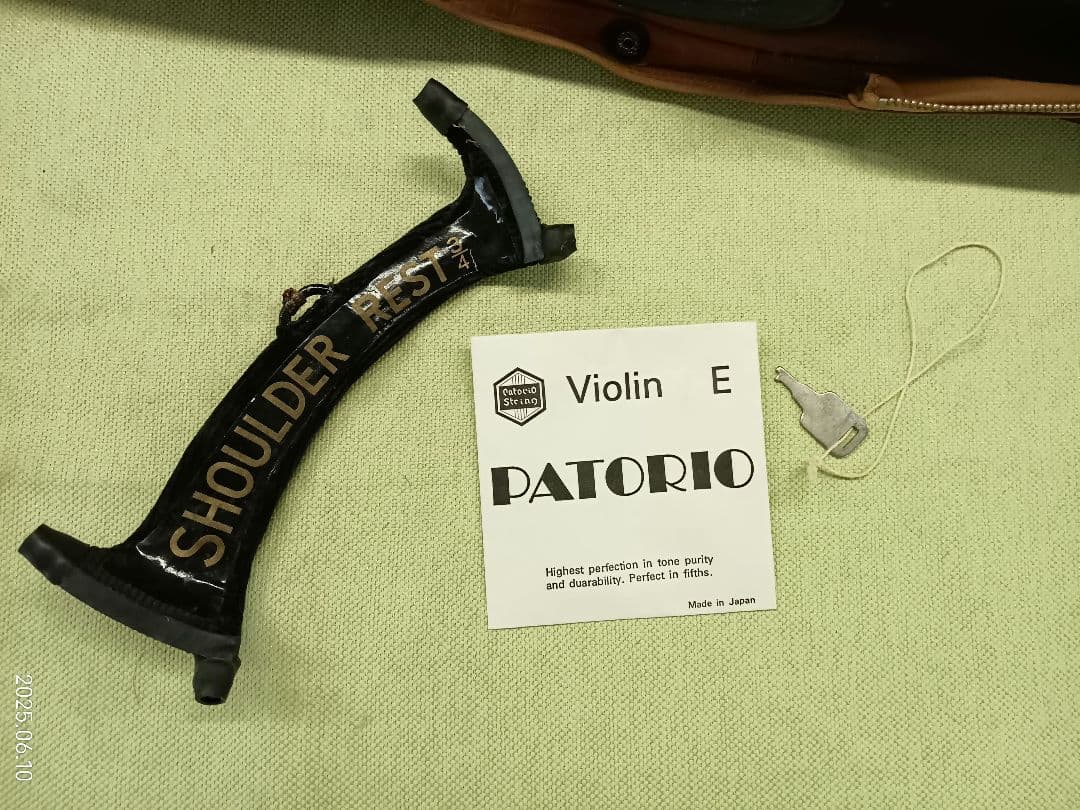 SHOULDER REST 3/4
Patorio
String
Violin E
PATORIO
Highest perfection in tone purity
and duarability. Perfect in fifths.
Made in Japan
2025.06.10